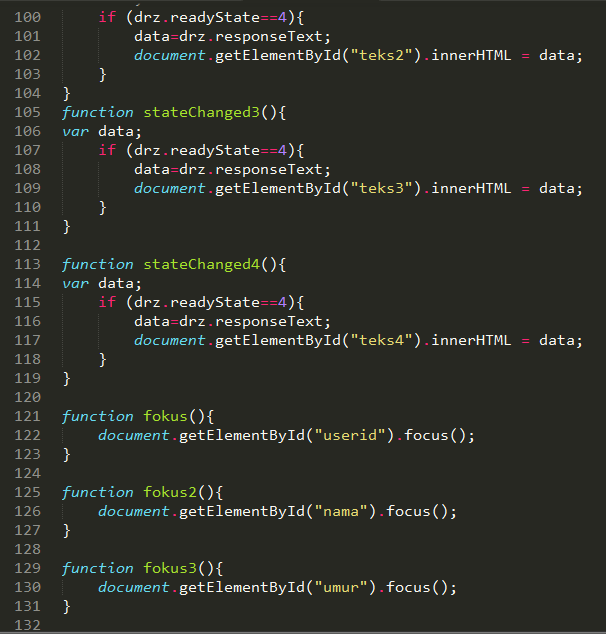 100 if (drz.readyState==4){
101 data=drz.responseText;
102 document.getElementById("teks2").innerHTML = data;
103 }
104 }
105 function stateChanged3(){
106 var data;
107 if (drz.readyState==4){
108 data=drz.responseText;
109 document.getElementById("teks3").innerHTML = data;
110 }
111 }
112
113 function stateChanged4(){
114 var data;
115 if (drz.readyState==4){
116 data=drz.responseText;
117 document.getElementById("teks4").innerHTML = data;
118 }
119 }
120
121 function fokus(){
122 document.getElementById("userid").focus();
123 }
124
125 function fokus2(){
126 document.getElementById("nama").focus();
127 }
128
129 function fokus3(){
130 document.getElementById("umur").focus();
131 }
132